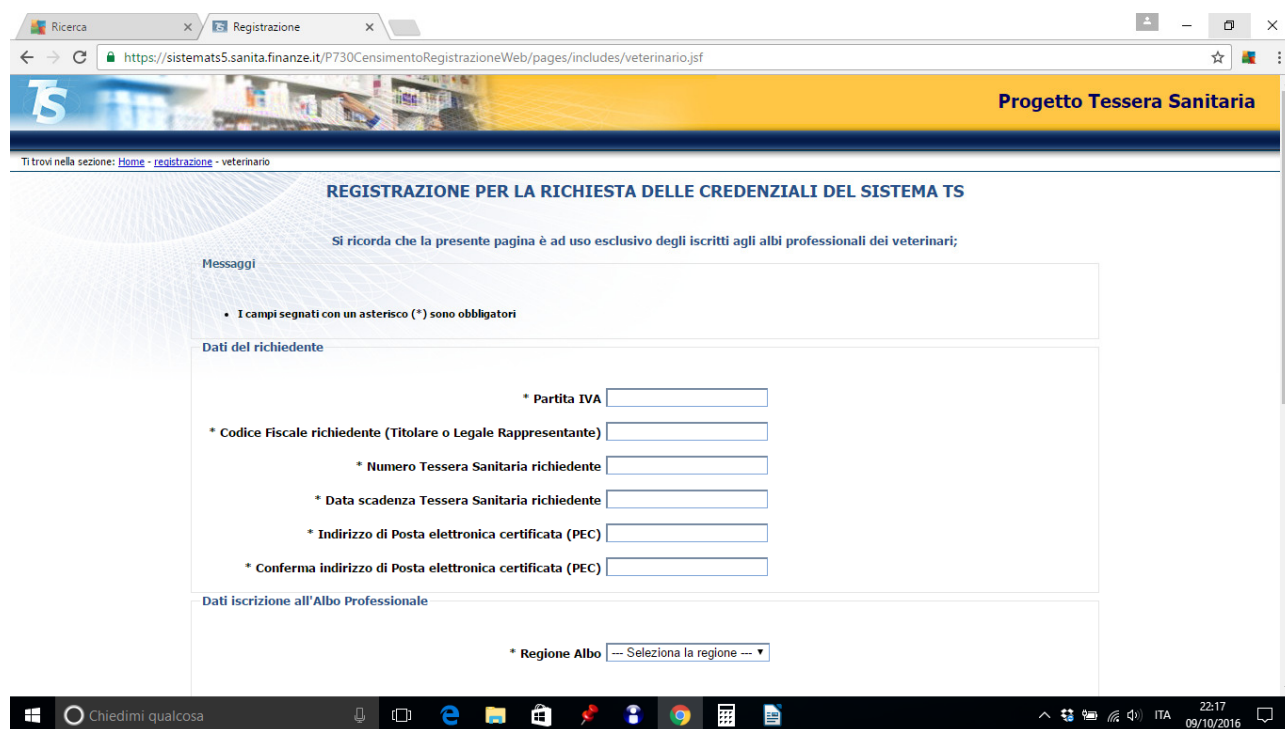 Ricerca
Registrazione
https://sistemats5.sanita.finanze.it/P730CensimentoRegistrazioneWeb/pages/includes/veterinario.jsf
TS
Progetto Tessera Sanitaria
Ti trovi nella sezione: Home - registrazione - veterinario
REGISTRAZIONE PER LA RICHIESTA DELLE CREDENZIALI DEL SISTEMA TS
Si ricorda che la presente pagina è ad uso esclusivo degli iscritti agli albi professionali dei veterinari;
Messaggi
• I campi segnati con un asterisco (*) sono obbligatori
Dati del richiedente
* Partita IVA
* Codice Fiscale richiedente (Titolare o Legale Rappresentante)
* Numero Tessera Sanitaria richiedente
* Data scadenza Tessera Sanitaria richiedente
* Indirizzo di Posta elettronica certificata (PEC)
* Conferma indirizzo di Posta elettronica certificata (PEC)
Dati iscrizione all'Albo Professionale
* Regione Albo --- Seleziona la regione ---
Chiedimi qualcosa
ITA
22:17
09/10/2016